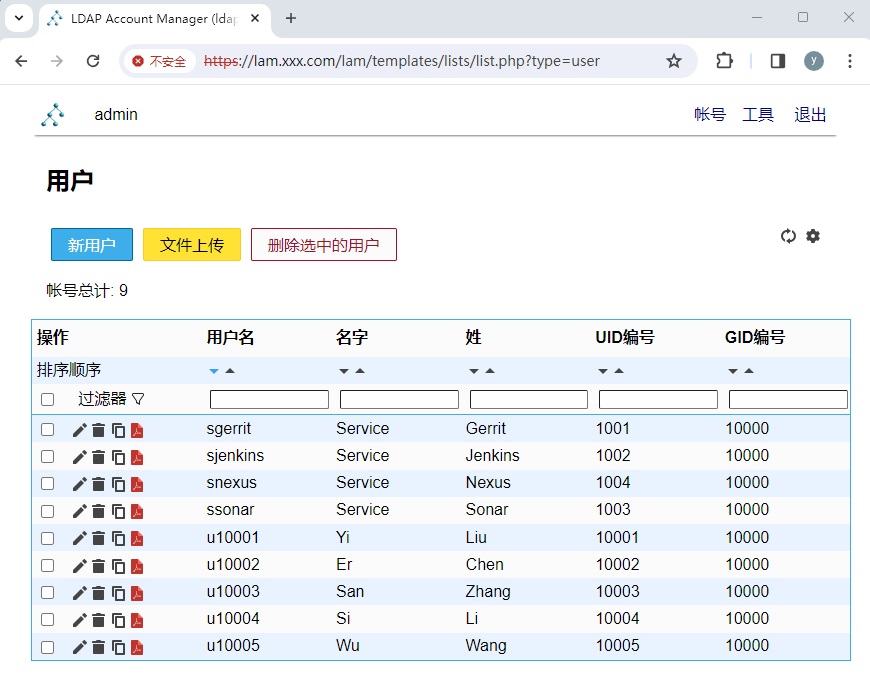 LDAP Account Manager (ldap
不安全 https://lam.xxx.com/lam/templates/lists/list.php?type=user y
admin 帐号 工具 退出
用户
新用户 文件上传 删除选中的用户
帐号总计: 9
操作 用户名 名字 姓 UID编号 GID编号
排序顺序
过滤器
sgerrit Service Gerrit 1001 10000
sjenkins Service Jenkins 1002 10000
snexus Service Nexus 1004 10000
ssonar Service Sonar 1003 10000
u10001 Yi Liu 10001 10000
u10002 Er Chen 10002 10000
u10003 San Zhang 10003 10000
u10004 Si Li 10004 10000
u10005 Wu Wang 10005 10000